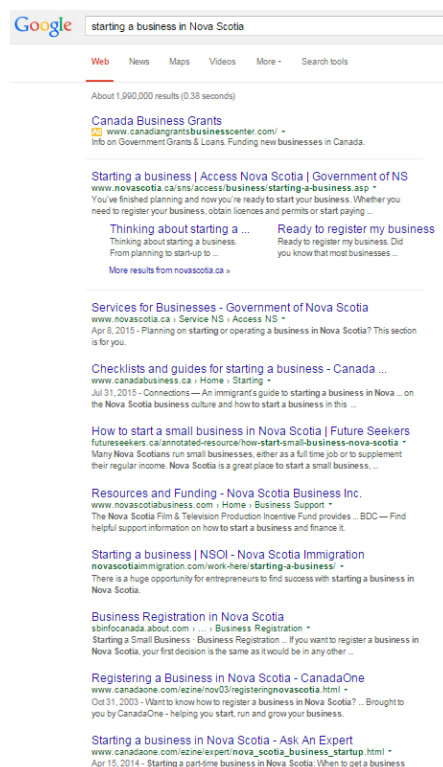 Google starting a business in Nova Scotia
Web News Maps Videos More Search tools
About 1,990,000 results (0.38 seconds)
Canada Business Grants
Ad www.canadiangrantsbusinesscenter.com/
Info on Government Grants & Loans. Funding new businesses in Canada.
Starting a business | Access Nova Scotia | Government of NS
www.novascotia.ca/sns/access/business/starting-a-business.asp
You've finished planning and now you're ready to start your business. Whether you
need to register your business, obtain licences and permits or start paying ...
Thinking about starting a ... Ready to register my business
Thinking about starting a business. Ready to register my business. Did
From planning to start-up to ... you know that most businesses ...
More results from novascotia.ca »
Services for Businesses - Government of Nova Scotia
www.novascotia.ca › Service NS › Access NS
Apr 8, 2015 - Planning on starting or operating a business in Nova Scotia? This section
is for you.
Checklists and guides for starting a business - Canada ...
www.canadabusiness.ca › Home › Starting
Jul 31, 2015 - Connections — An immigrant's guide to starting a business in Nova ... on
the Nova Scotia business culture and how to start a business in this ...
How to start a small business in Nova Scotia | Future Seekers
futureseekers.ca/annotated-resource/how-start-small-business-nova-scotia
Many Nova Scotians run small businesses, either as a full time job or to supplement
their regular income. Nova Scotia is a great place to start a small business, ...
Resources and Funding - Nova Scotia Business Inc.
www.novascotiabusiness.com › Home › Business Support
The Nova Scotia Film & Television Production Incentive Fund provides ... BDC — Find
helpful support information on how to start a business and finance it.
Starting a business | NSOI - Nova Scotia Immigration
novascotiaimmigration.com/work-here/starting-a-business/
There is a huge opportunity for entrepreneurs to find success with starting a business in
Nova Scotia.
Business Registration in Nova Scotia
sbinfocanada.about.com › ... › Business Registration
Starting a Small Business · Business Registration ... If you want to register a business in
Nova Scotia, your first decision is the same as it would be in any other ...
Registering a Business in Nova Scotia - CanadaOne
www.canadaone.com/ezine/nov03/registeringnovascotia.html
Oct 31, 2003 - Want to know how to register a business in Nova Scotia? ... Brought to
you by CanadaOne - helping you start, run and grow your business.
Starting a business in Nova Scotia - Ask An Expert
www.canadaone.com/ezine/expert/nova_scotia_business_startup.html
Apr 15, 2014 - Starting a part-time business in Nova Scotia: When to get a business